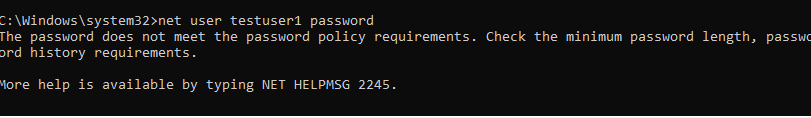 C:\Windows\system32>net user testuser1 password
The password does not meet the password policy requirements. Check the minimum password length, passwo
ord history requirements.
More help is available by typing NET HELPMSG 2245.